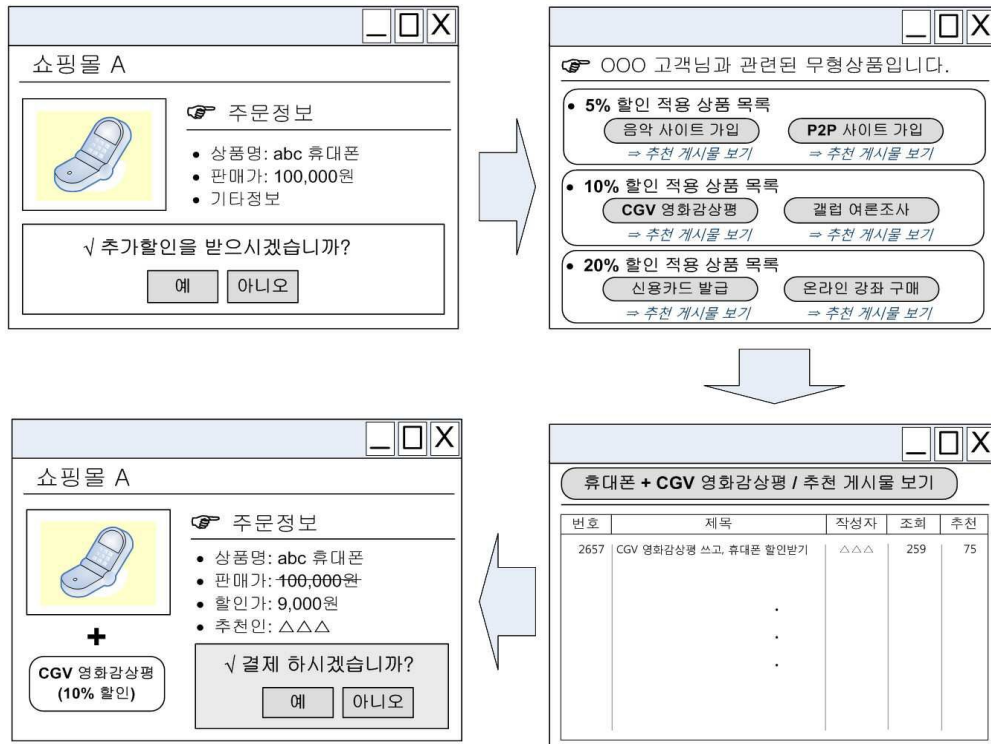 쇼핑몰 A
☞ 주문정보
• 상품명: abc 휴대폰
• 판매가: 100,000원
• 기타정보
√ 추가할인을 받으시겠습니까?
예 아니오
☞ OOO 고객님과 관련된 무형상품입니다.
• 5% 할인 적용 상품 목록
음악 사이트 가입 P2P 사이트 가입
⇒ 추천 게시물 보기 ⇒ 추천 게시물 보기
• 10% 할인 적용 상품 목록
CGV 영화감상평 갤럽 여론조사
⇒ 추천 게시물 보기 ⇒ 추천 게시물 보기
• 20% 할인 적용 상품 목록
신용카드 발급 온라인 강좌 구매
⇒ 추천 게시물 보기 ⇒ 추천 게시물 보기
휴대폰 + CGV 영화감상평 / 추천 게시물 보기
번호 제목 작성자 조회 추천
2657 CGV 영화감상평 쓰고, 휴대폰 할인받기 △△△ 259 75
쇼핑몰 A
☞ 주문정보
• 상품명: abc 휴대폰
• 판매가: 100,000원
• 할인가: 9,000원
• 추천인: △△△
+
CGV 영화감상평
(10% 할인)
√ 결제 하시겠습니까?
예 아니오